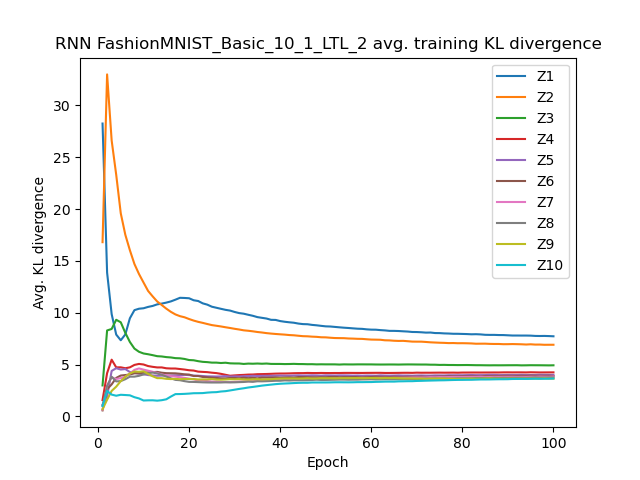 RNN FashionMNIST_Basic_10_1_LTL_2 avg. training KL divergence
Avg. KL divergence
30
25
20
15
10
5
0
0 20 40 60 80 100
Epoch
Z1
Z2
Z3
Z4
Z5
Z6
Z7
Z8
Z9
Z10